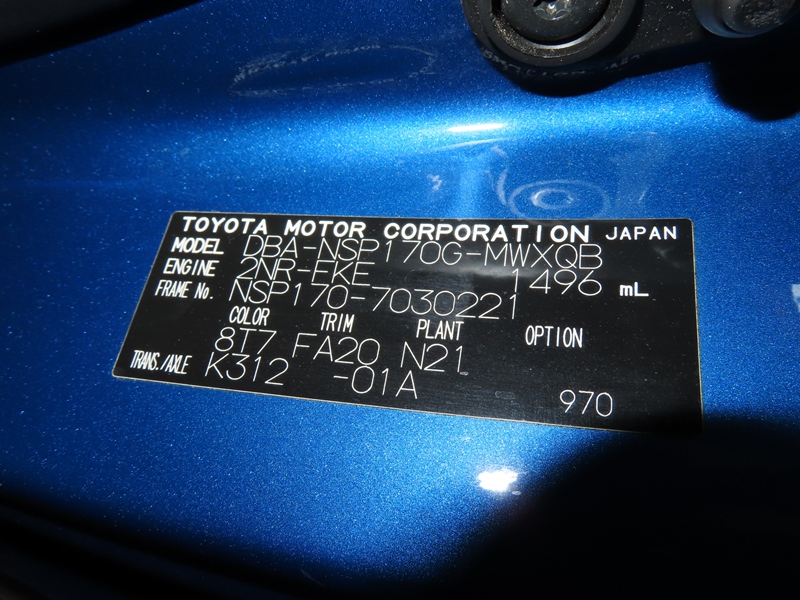 TOYOTA MOTOR CORPORATION JAPAN
MODEL DBA-NSP170G-MWXQB
ENGINE 2NR-FKE 1496 mL
FRAME No. NSP170-7030221
COLOR TRIM PLANT OPTION
8T7 FA20 N21
TRANS./AXLE K312 -01A
970